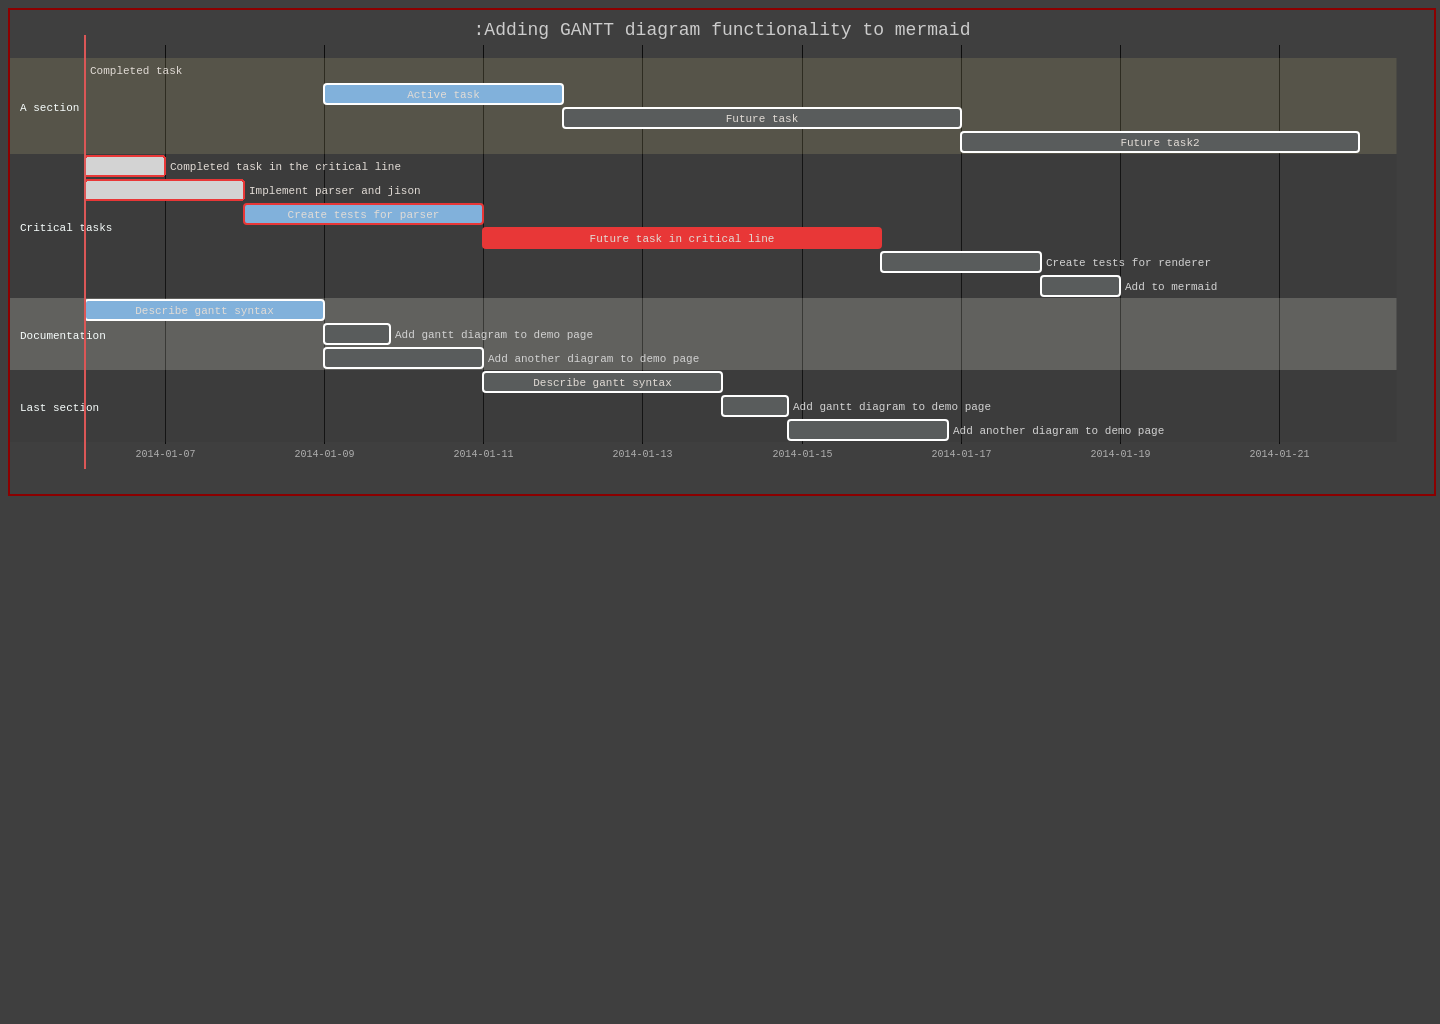 :Adding GANTT diagram functionality to mermaid
Completed task
Active task
A section
Future task
Future task2
Completed task in the critical line
Implement parser and jison
Create tests for parser
Critical tasks
Future task in critical line
Create tests for renderer
Add to mermaid
Describe gantt syntax
Documentation
Add gantt diagram to demo page
Add another diagram to demo page
Describe gantt syntax
Last section
Add gantt diagram to demo page
Add another diagram to demo page
2014-01-07 2014-01-09 2014-01-11 2014-01-13 2014-01-15 2014-01-17 2014-01-19 2014-01-21